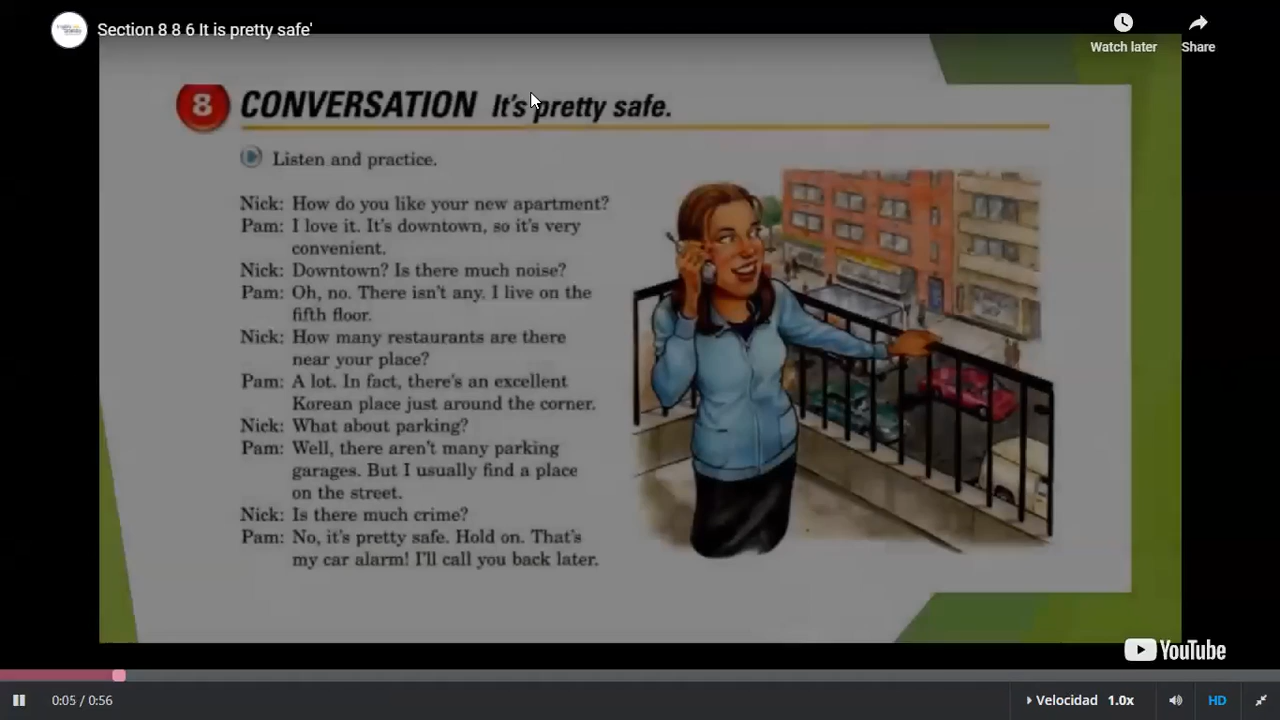 Section 8 8 6 It is pretty safe'
Watch later
Share
8 CONVERSATION It's pretty safe.
Listen and practice.
Nick: How do you like your new apartment?
Pam: I love it. It's downtown, so it's very
convenient.
Nick: Downtown? Is there much noise?
Pam: Oh, no. There isn't any. I live on the
fifth floor.
Nick: How many restaurants are there
near your place?
Pam: A lot. In fact, there's an excellent
Korean place just around the corner.
Nick: What about parking?
Pam: Well, there aren't many parking
garages. But I usually find a place
on the street.
Nick: Is there much crime?
Pam: No, it's pretty safe. Hold on. That's
my car alarm! I'll call you back later.
YouTube
0:05 / 0:56
Velocidad 1.0x
HD